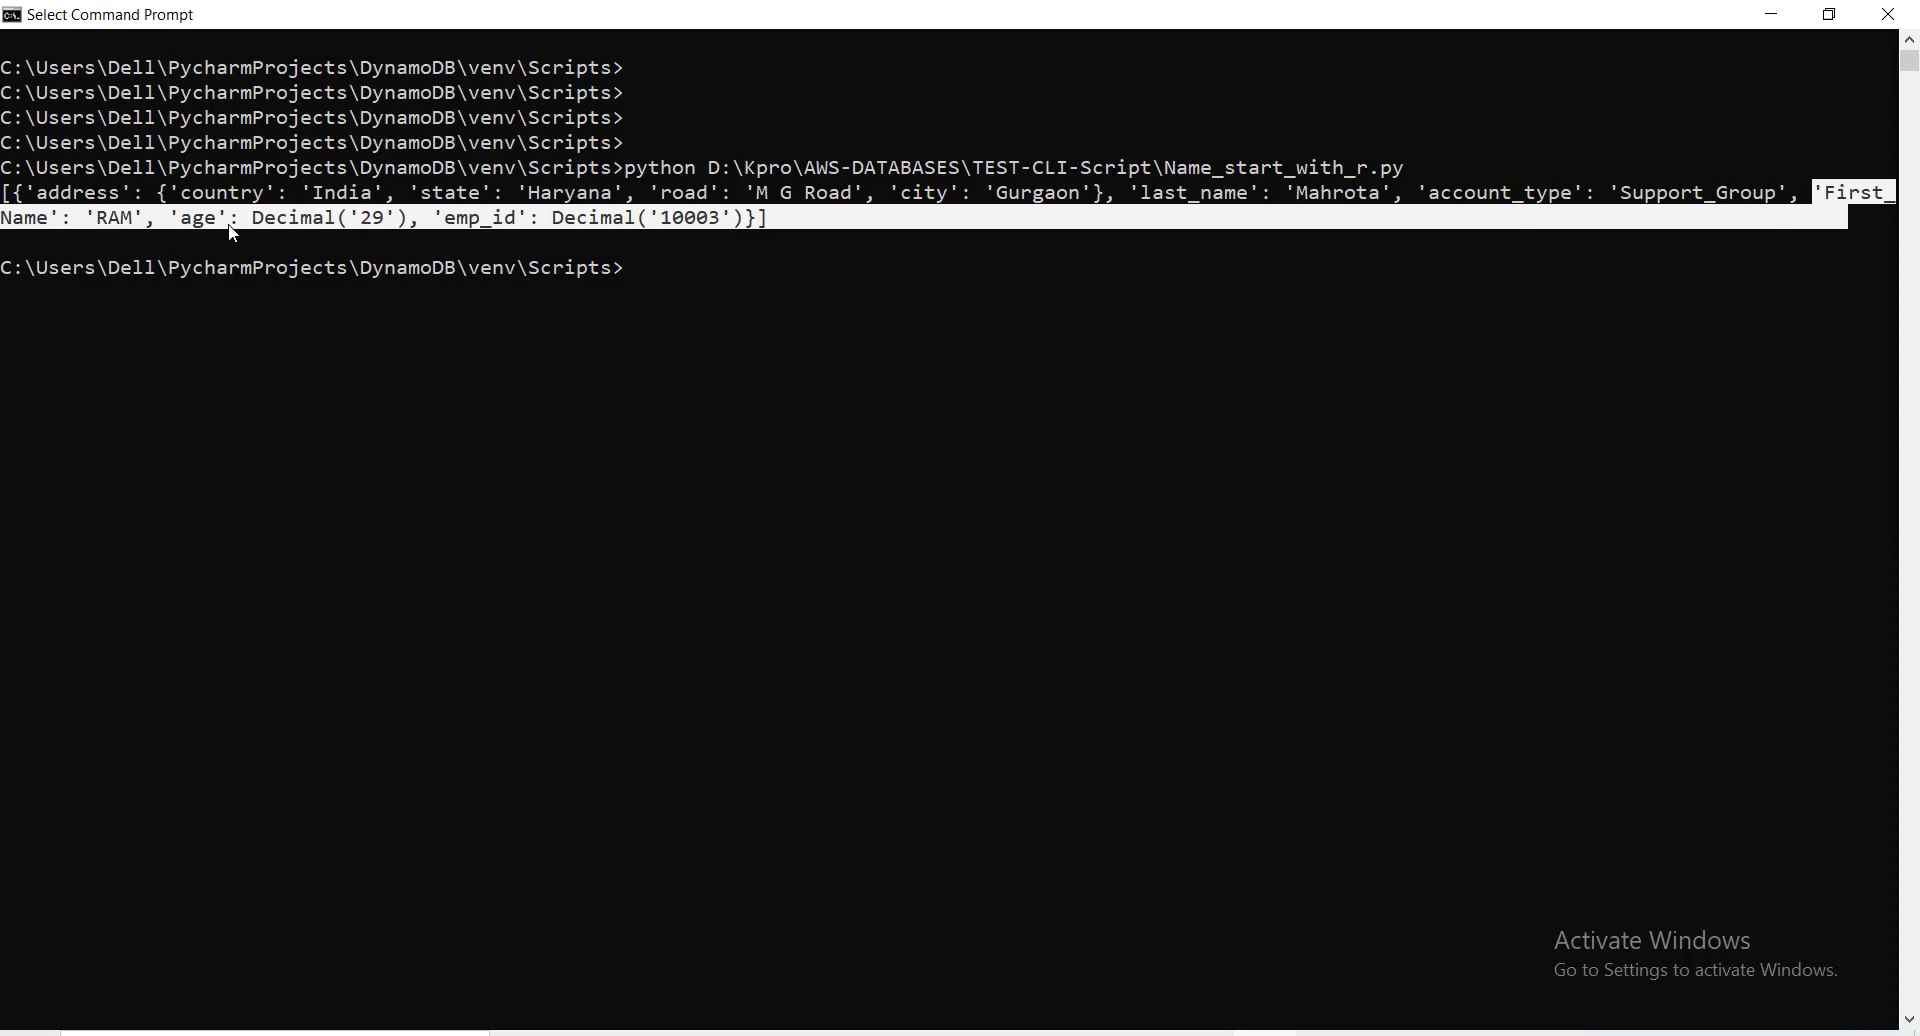 Select Command Prompt
C:\Users\Dell\PycharmProjects\DynamoDB\venv\Scripts>
C:\Users\Dell\PycharmProjects\DynamoDB\venv\Scripts>
C:\Users\Dell\PycharmProjects\DynamoDB\venv\Scripts>
C:\Users\Dell\PycharmProjects\DynamoDB\venv\Scripts>
C:\Users\Dell\PycharmProjects\DynamoDB\venv\Scripts>python D:\Kpro\AWS-DATABASES\TEST-CLI-Script\Name_start_with_r.py
[{'address': {'country': 'India', 'state': 'Haryana', 'road': 'M G Road', 'city': 'Gurgaon'}, 'last_name': 'Mahrota', 'account_type': 'Support_Group', 'First_
Name': 'RAM', 'age': Decimal('29'), 'emp_id': Decimal('10003')}]
C:\Users\Dell\PycharmProjects\DynamoDB\venv\Scripts>
Activate Windows
Go to Settings to activate Windows.